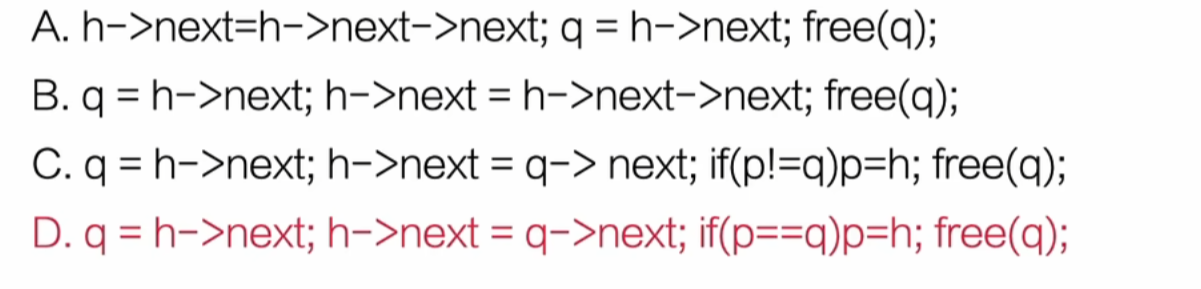 A. h->next=h->next->next; q = h->next; free(q);
B. q = h->next; h->next = h->next->next; free(q);
C. q = h->next; h->next = q-> next; if(p!=q)p=h; free(q);
D. q = h->next; h->next = q->next; if(p==q)p=h; free(q);